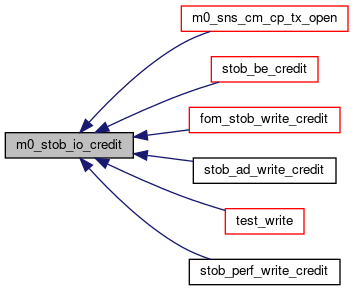 m0_sns_cm_cp_tx_open
stob_be_credit
fom_stob_write_credit
m0_stob_io_credit
stob_ad_write_credit
test_write
stob_perf_write_credit